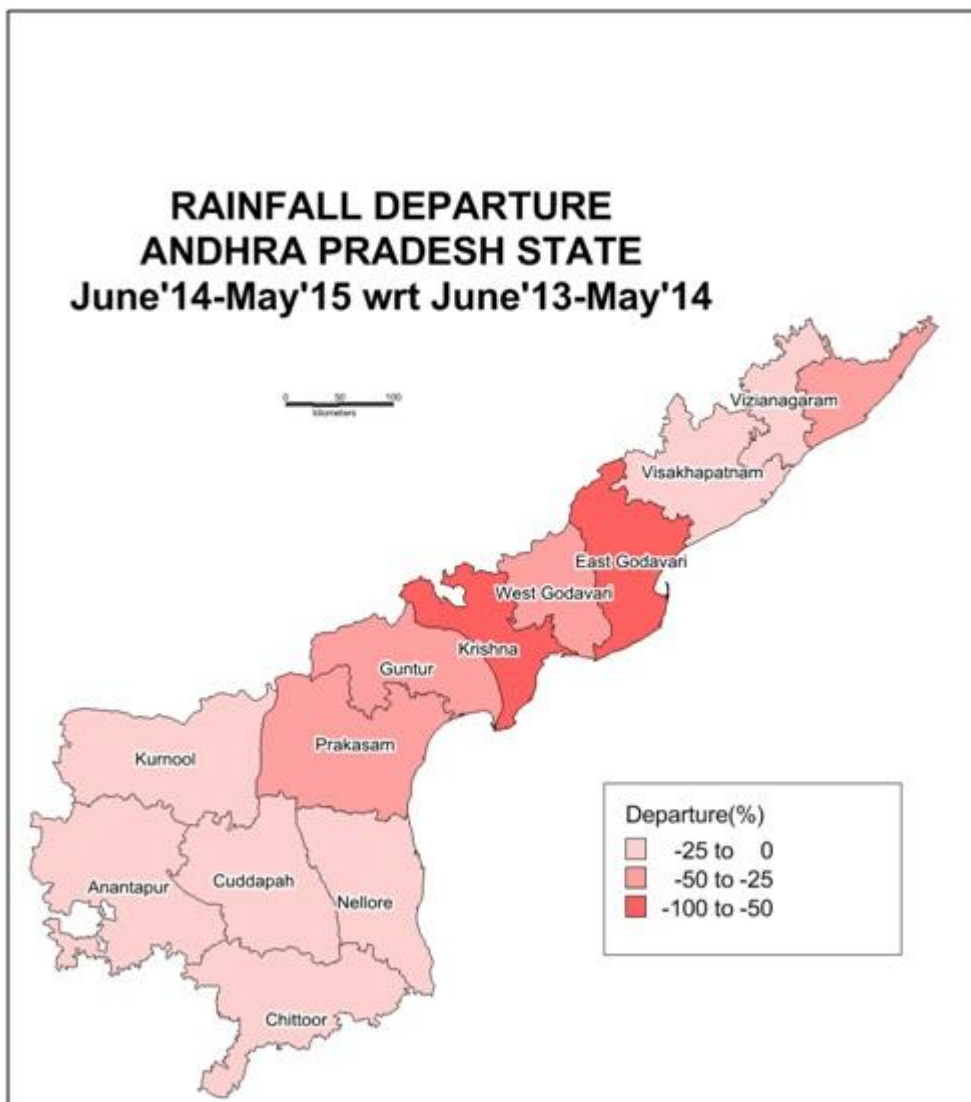 RAINFALL DEPARTURE
ANDHRA PRADESH STATE
June'14-May'15 wrt June'13-May'14
0 50 100
kilometers
Vizianagaram
Visakhapatnam
East Godavari
West Godavari
Krishna
Guntur
Prakasam
Kurnool
Cuddapah
Anantapur
Nellore
Chittoor
Departure(%)
-25 to 0
-50 to -25
-100 to -50